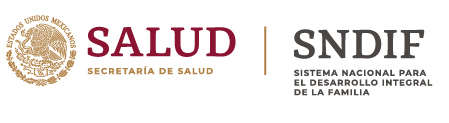 ESTADOS UNIDOS MEXICANOS
SALUD
SECRETARÍA DE SALUD
SNDIF
SISTEMA NACIONAL PARA
EL DESARROLLO INTEGRAL
DE LA FAMILIA